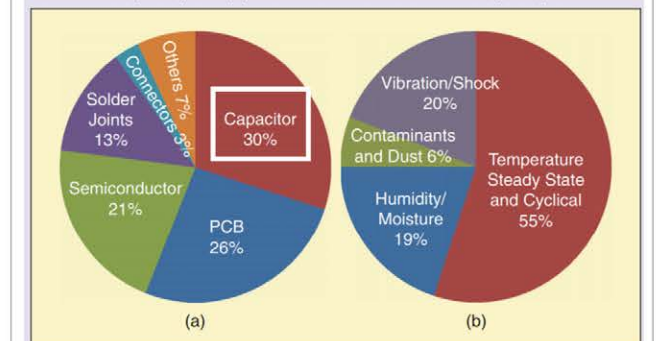 Others 7%
Connectors 3%
Solder
Joints
13%
Capacitor
30%
Semiconductor
21%
PCB
26%
(a)
Vibration/Shock
20%
Contaminants
and Dust 6%
Humidity/
Moisture
19%
Temperature
Steady State
and Cyclical
55%
(b)